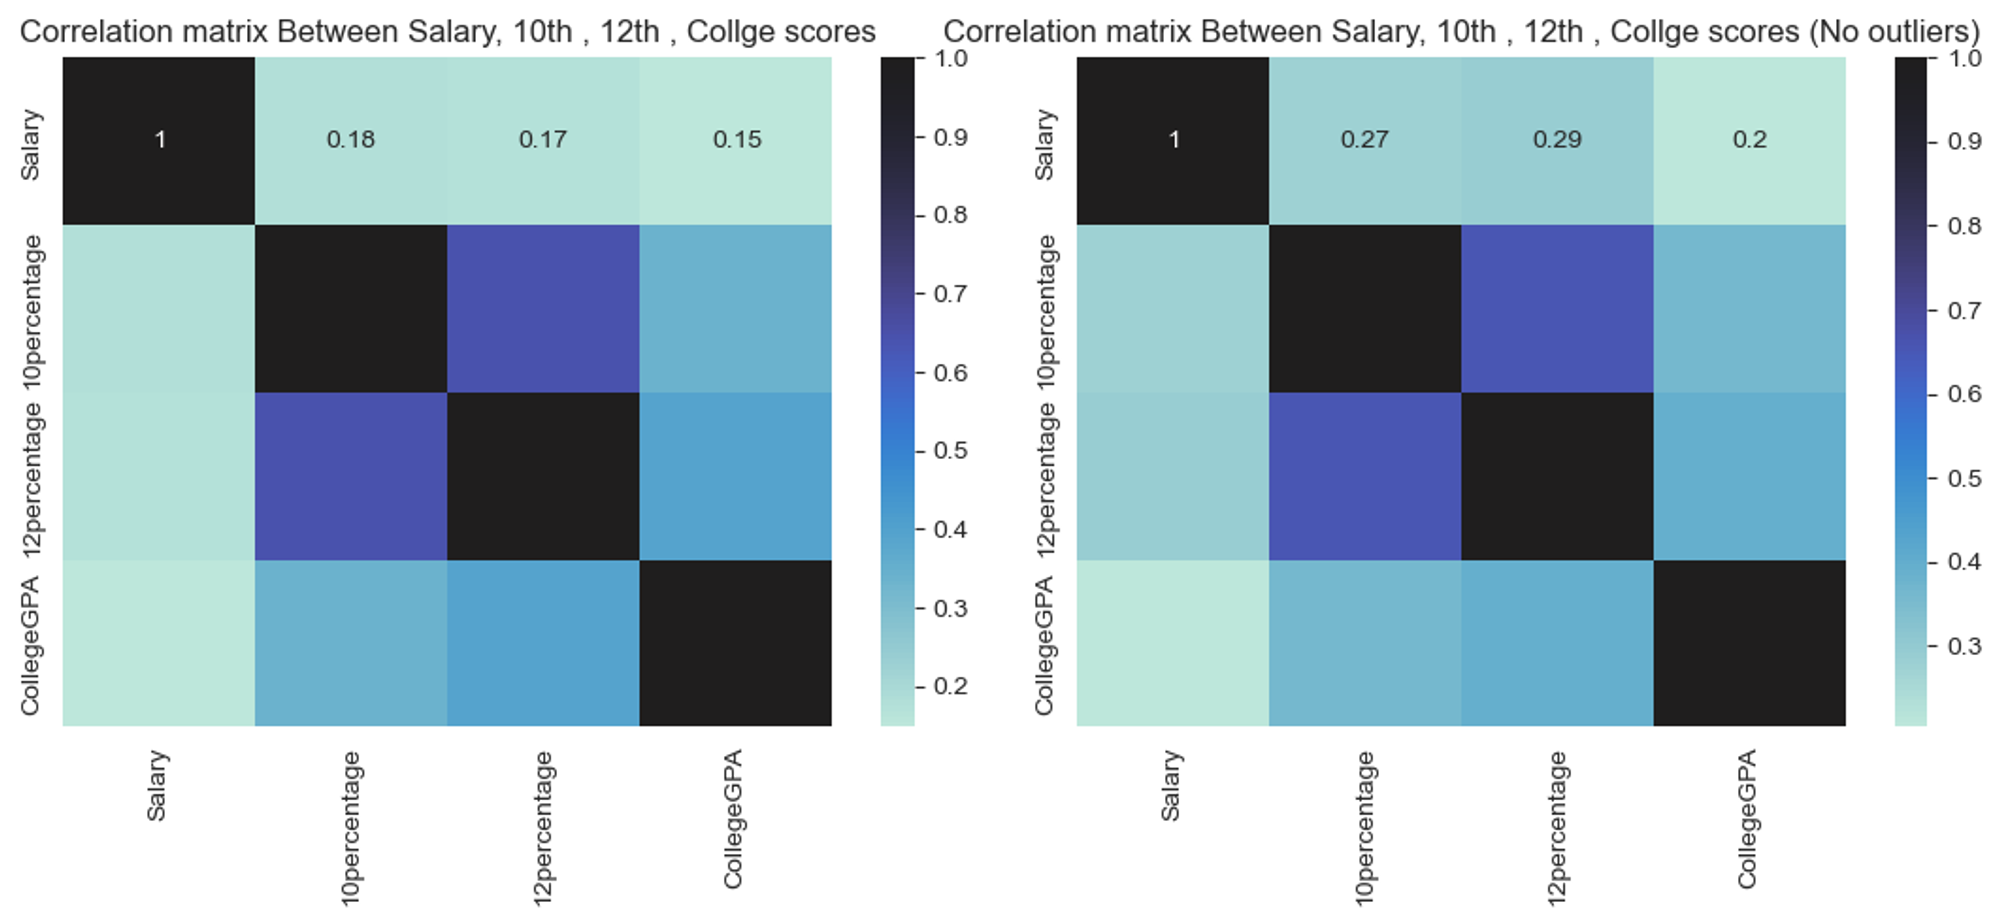 Correlation matrix Between Salary, 10th , 12th , Collge scores
1 0.18 0.17 0.15
Salary
10percentage
12percentage
CollegeGPA
Salary
10percentage
12percentage
CollegeGPA
1.0
0.9
0.8
0.7
0.6
0.5
0.4
0.3
0.2
Correlation matrix Between Salary, 10th , 12th , Collge scores (No outliers)
1 0.27 0.29 0.2
Salary
10percentage
12percentage
CollegeGPA
Salary
10percentage
12percentage
CollegeGPA
1.0
0.9
0.8
0.7
0.6
0.5
0.4
0.3